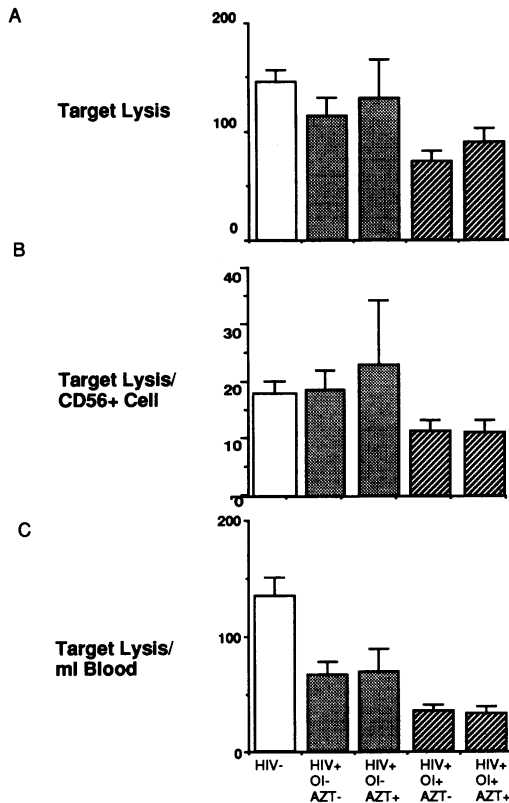 A
200
Target Lysis
100
0
B
40
30
Target Lysis/
CD56+ Cell
20
10
0
C
200
100
Target Lysis/
ml Blood
0
HIV- HIV+ HIV+ HIV+ HIV+
OI- OI- OI+ OI+
AZT- AZT+ AZT- AZT+